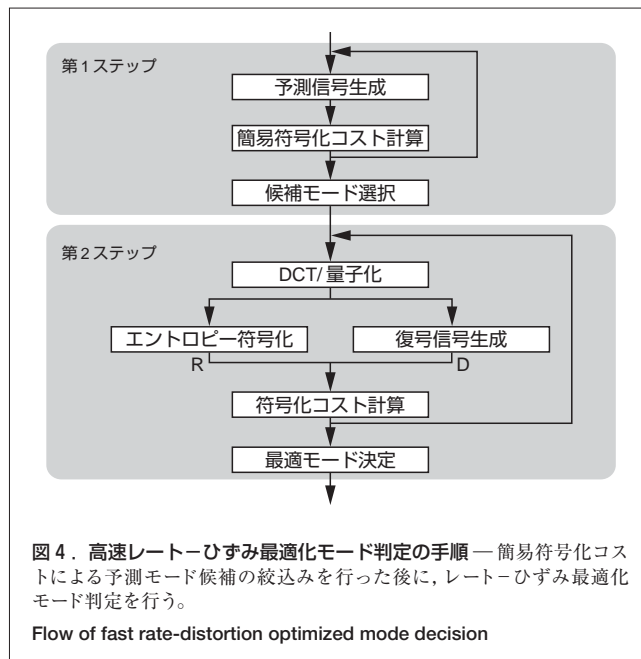 第1ステップ
予測信号生成
簡易符号化コスト計算
候補モード選択
第2ステップ
DCT/量子化
エントロピー符号化
復号信号生成
R
D
符号化コスト計算
最適モード決定
図4．高速レート−ひずみ最適化モード判定の手順 — 簡易符号化コス
トによる予測モード候補の絞込みを行った後に，レート−ひずみ最適化
モード判定を行う。
Flow of fast rate-distortion optimized mode decision